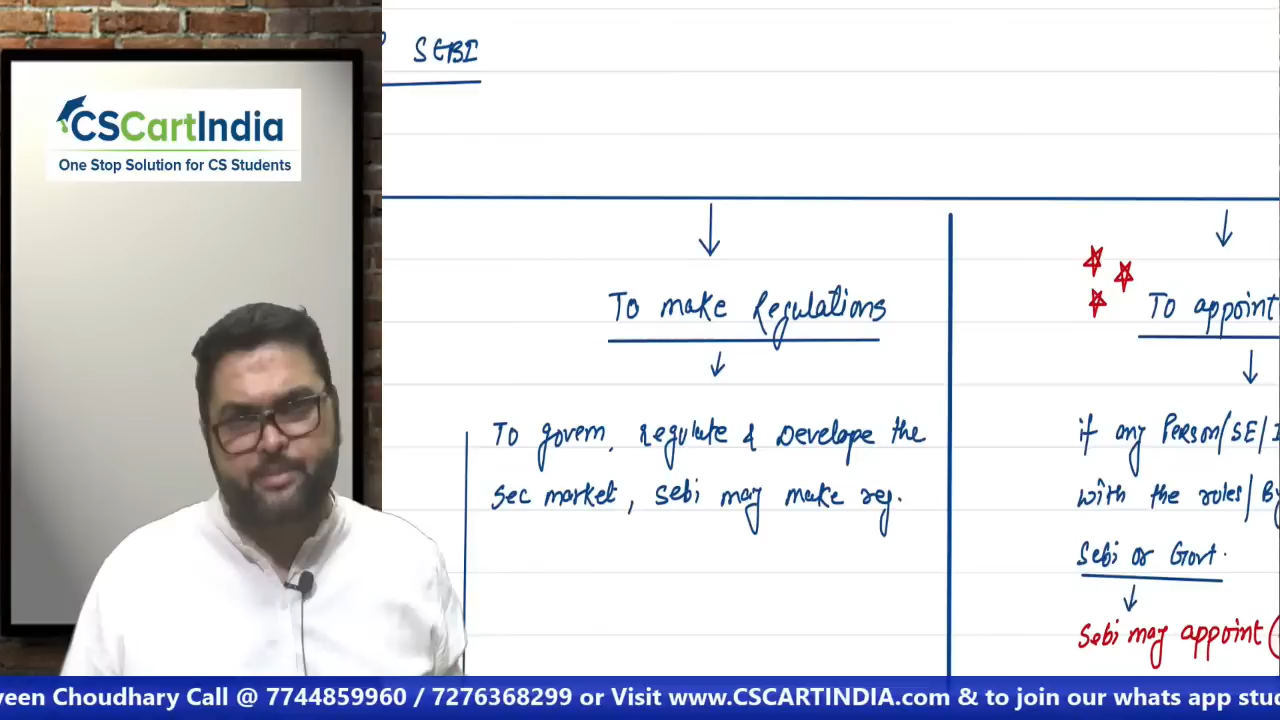 SEBI
CSCartIndia
One Stop Solution for CS Students
To make Regulations
To govern, regulate & Develope the
sec market, sebi may make reg.
To appoint
if any Person/SE/
with the rules/ By
Sebi or Govt.
Sebi may appoint (
veen Choudhary Call @ 7744859960 / 7276368299 or Visit www.CSCARTINDIA.com & to join our whats app stud